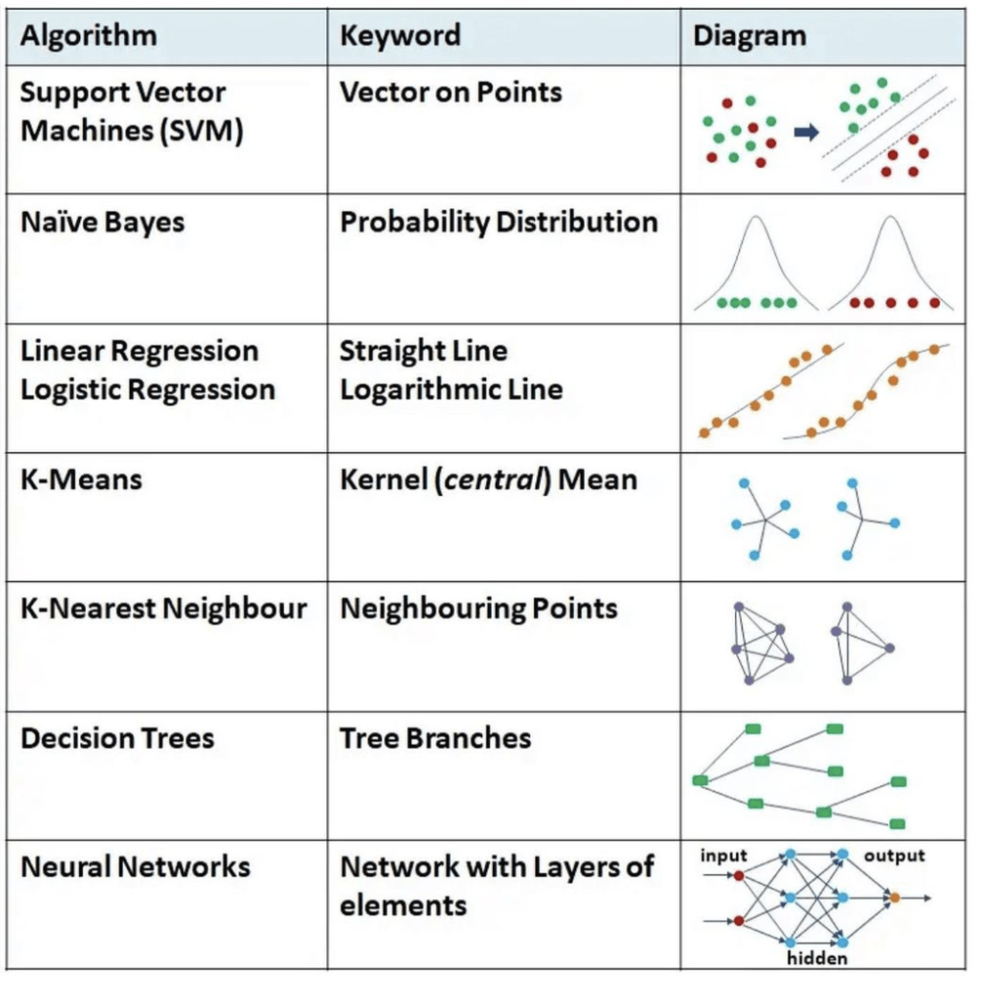 Algorithm
Keyword
Diagram
Support Vector
Machines (SVM)
Vector on Points
Naïve Bayes
Probability Distribution
Linear Regression
Logistic Regression
Straight Line
Logarithmic Line
K-Means
Kernel (central) Mean
K-Nearest Neighbour
Neighbouring Points
Decision Trees
Tree Branches
Neural Networks
Network with Layers of
elements
input
output
hidden